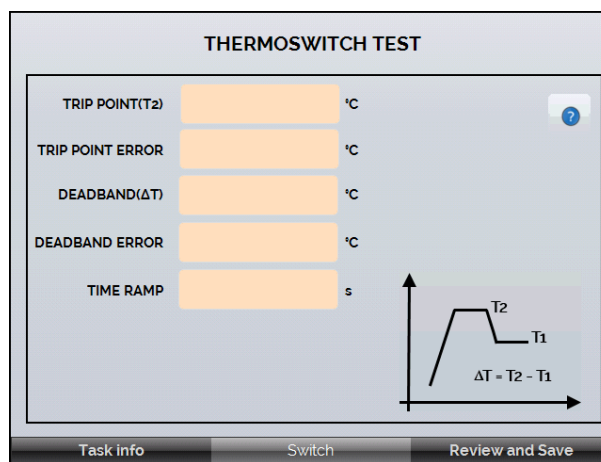 THERMOSWITCH TEST
TRIP POINT(T2) °C
?
TRIP POINT ERROR °C
DEADBAND(ΔT) °C
DEADBAND ERROR °C
TIME RAMP s
T2
T1
ΔT = T2 - T1
Task info Switch Review and Save